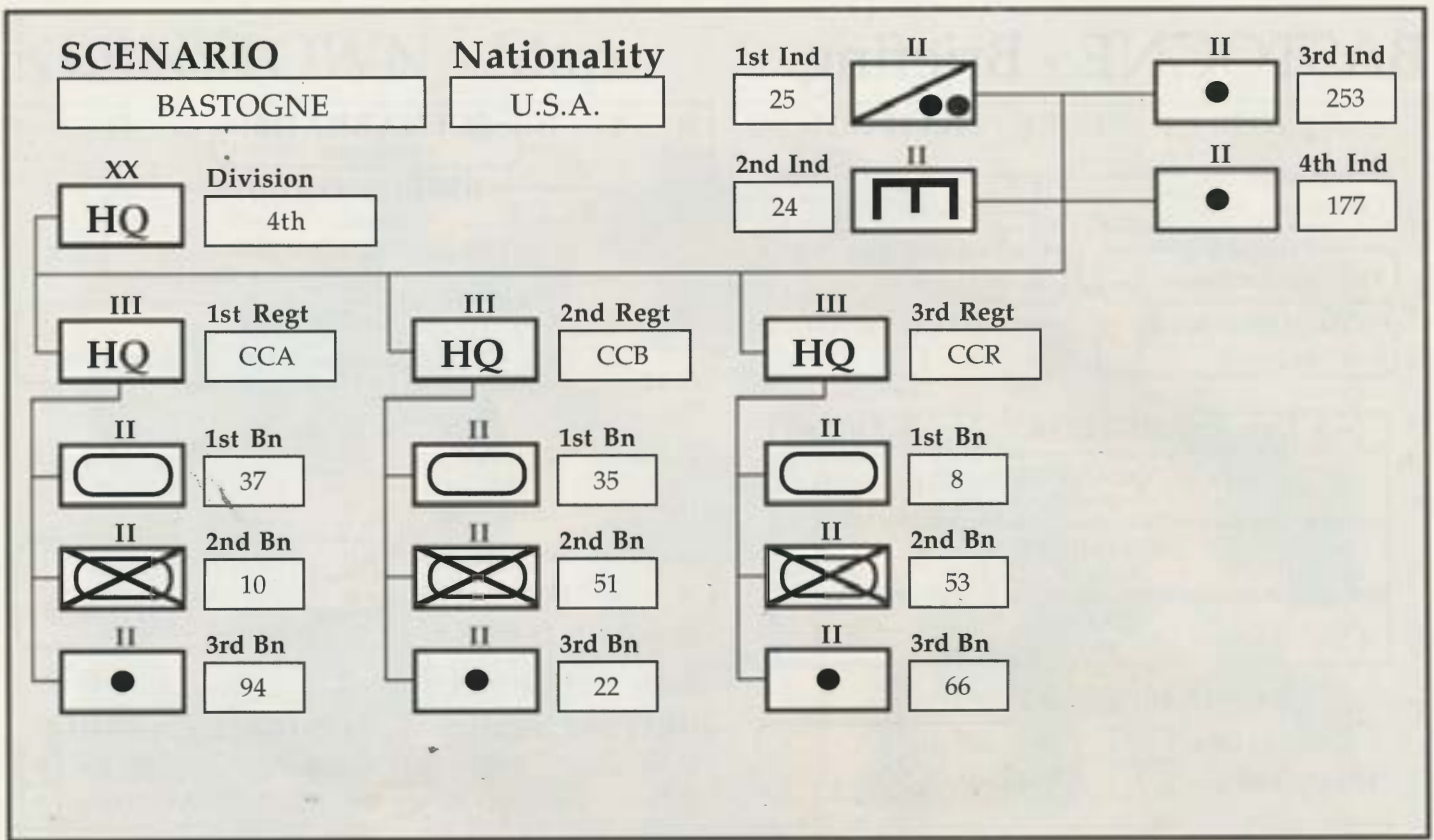 SCENARIO
BASTOGNE
Nationality
U.S.A.
1st Ind
25
II
II
3rd Ind
253
2nd Ind
24
II
II
4th Ind
177
XX
HQ
Division
4th
III
HQ
1st Regt
CCA
III
HQ
2nd Regt
CCB
III
HQ
3rd Regt
CCR
II
1st Bn
37
II
1st Bn
35
II
1st Bn
8
II
2nd Bn
10
II
2nd Bn
51
II
2nd Bn
53
II
3rd Bn
94
II
3rd Bn
22
II
3rd Bn
66